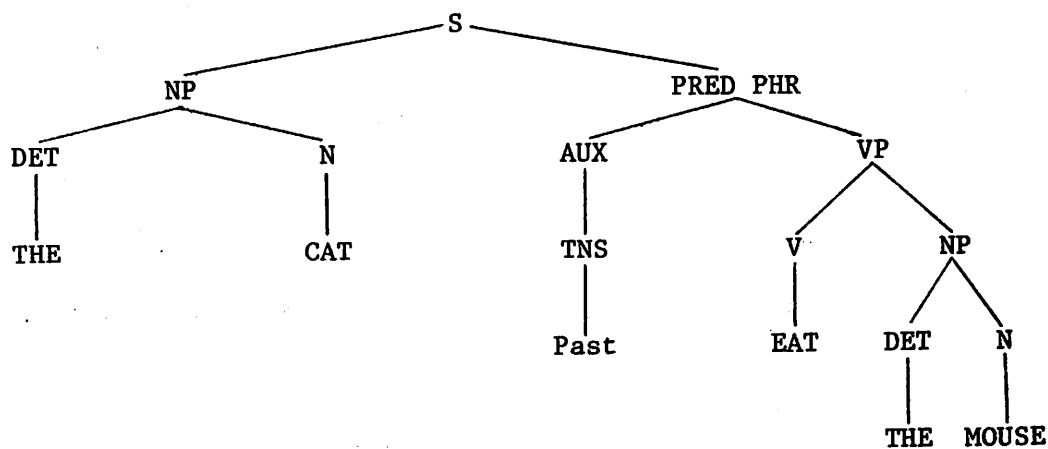 S
NP PRED PHR
DET N AUX VP
THE CAT TNS V NP
Past EAT DET N
THE MOUSE